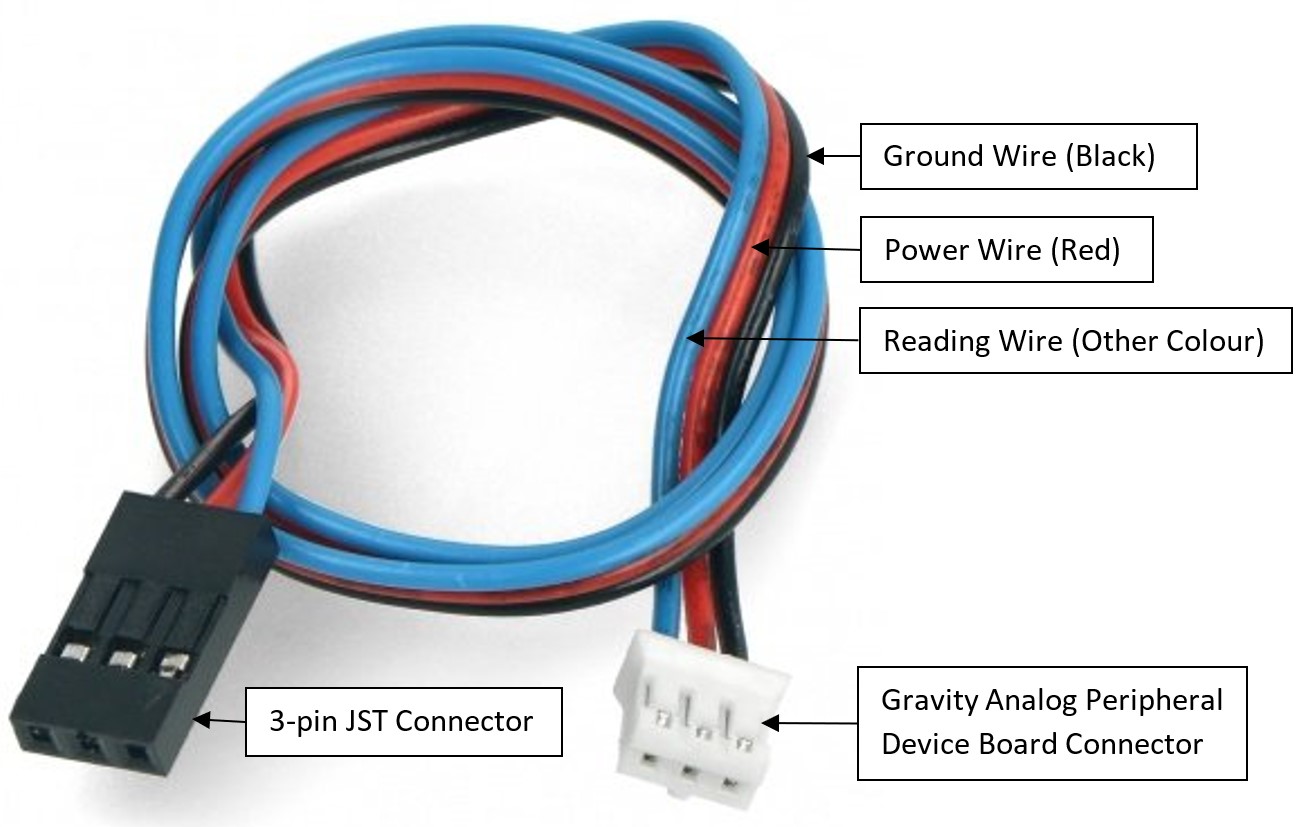 Ground Wire (Black)
Power Wire (Red)
Reading Wire (Other Colour)
3-pin JST Connector
Gravity Analog Peripheral
Device Board Connector